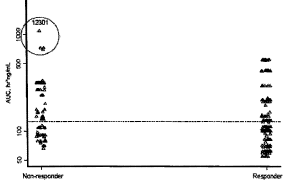 12301
1000
500
100
50
AUC, hr*ng/mL
Non-responder
Responder